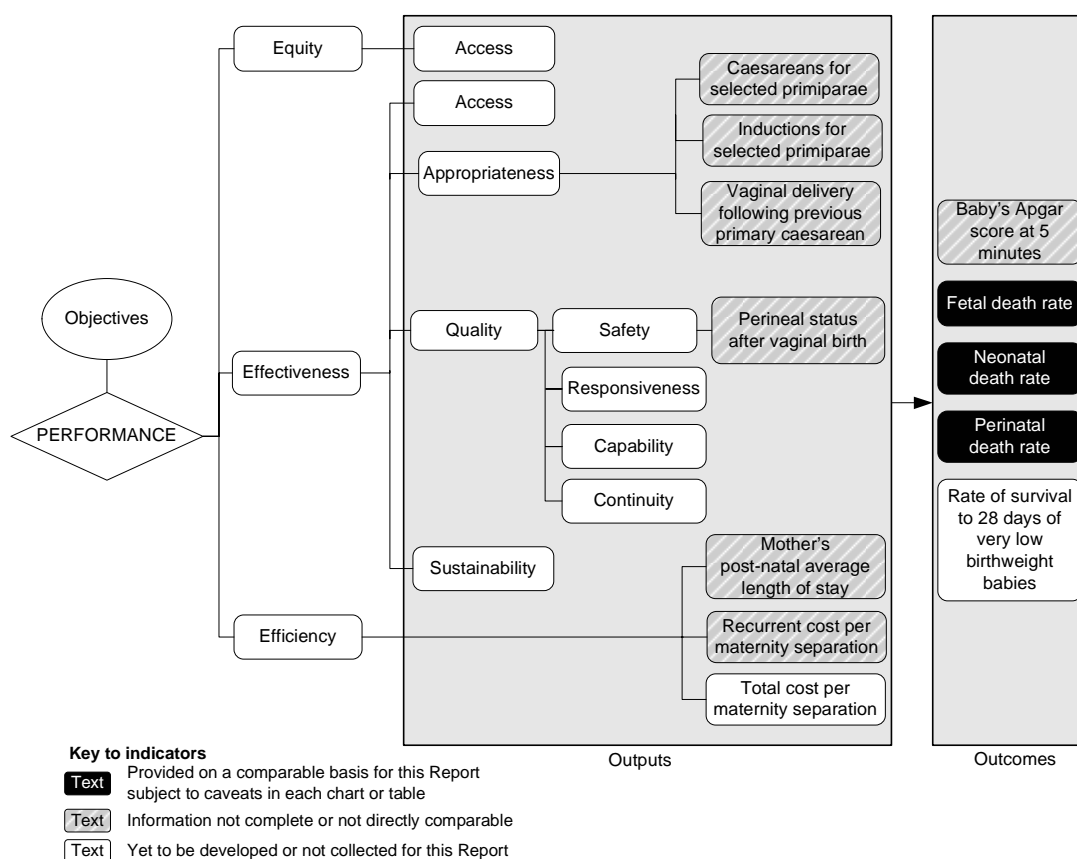 Equity
Access
Access
Caesareans for
selected primiparae
Inductions for
selected primiparae
Appropriateness
Vaginal delivery
following previous
primary caesarean
Objectives
PERFORMANCE
Effectiveness
Quality
Safety
Perineal status
after vaginal birth
Responsiveness
Capability
Continuity
Sustainability
Mother's
post-natal average
length of stay
Efficiency
Recurrent cost per
maternity separation
Total cost per
maternity separation
Outputs
Baby's Apgar
score at 5
minutes
Fetal death rate
Neonatal
death rate
Perinatal
death rate
Rate of survival
to 28 days of
very low
birthweight
babies
Outcomes
Key to indicators
Text Provided on a comparable basis for this Report
subject to caveats in each chart or table
Text Information not complete or not directly comparable
Text Yet to be developed or not collected for this Report